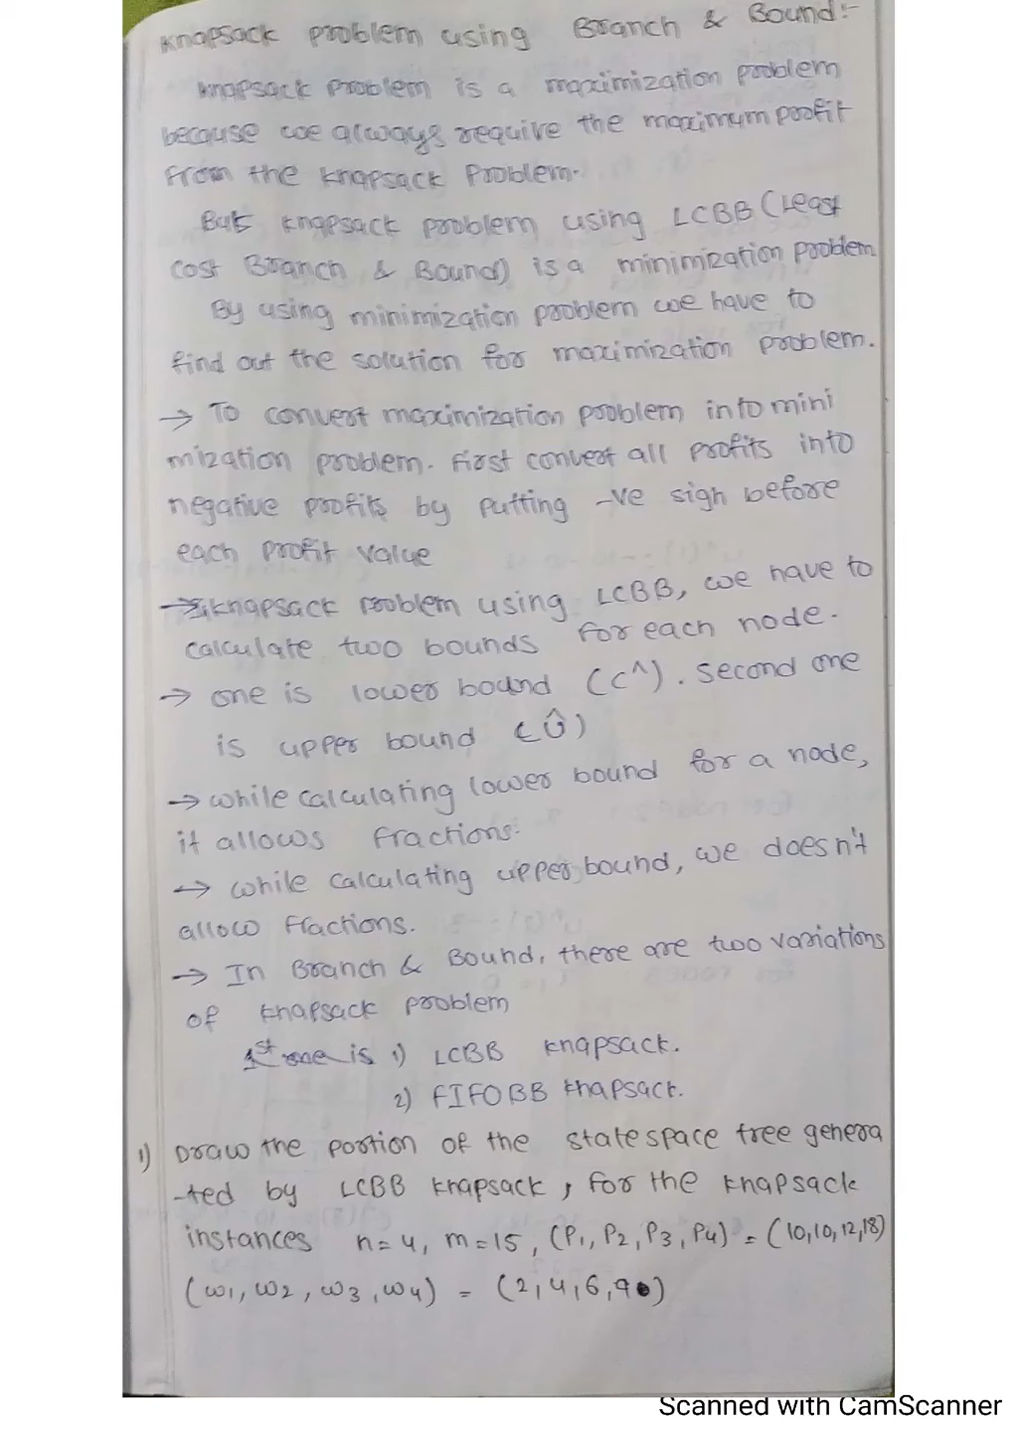 Knapsack problem using Branch & Bound:-
Knapsack problem is a maximization problem
because we always require the maximum profit
from the knapsack problem.
But knapsack problem using LCBB (Least
cost Branch & Bound) is a minimization problem
By using minimization problem we have to
find out the solution for maximization problem.
→ To convert maximization problem into mini
mization problem. First convert all profits into
negative profits by putting -ve sigh before
each profit value
→ knapsack problem using LCBB, we have to
calculate two bounds for each node.
→ one is lower bound (c^). Second one
is upper bound (Û)
→ while calculating lower bound for a node,
it allows fractions.
→ while calculating upper bound, we doesn't
allow fractions.
→ In Branch & Bound, there are two variations
of knapsack problem
1st one is 1) LCBB knapsack.
2) FIFOBB knapsack.
1) Draw the portion of the statespace tree genera
-ted by LCBB knapsack, for the knapsack
instances n=4, m=15, (P1, P2, P3, P4) = (10,10,12,18)
(w1, w2, w3, w4) = (2,4,6,9)
Scanned with CamScanner